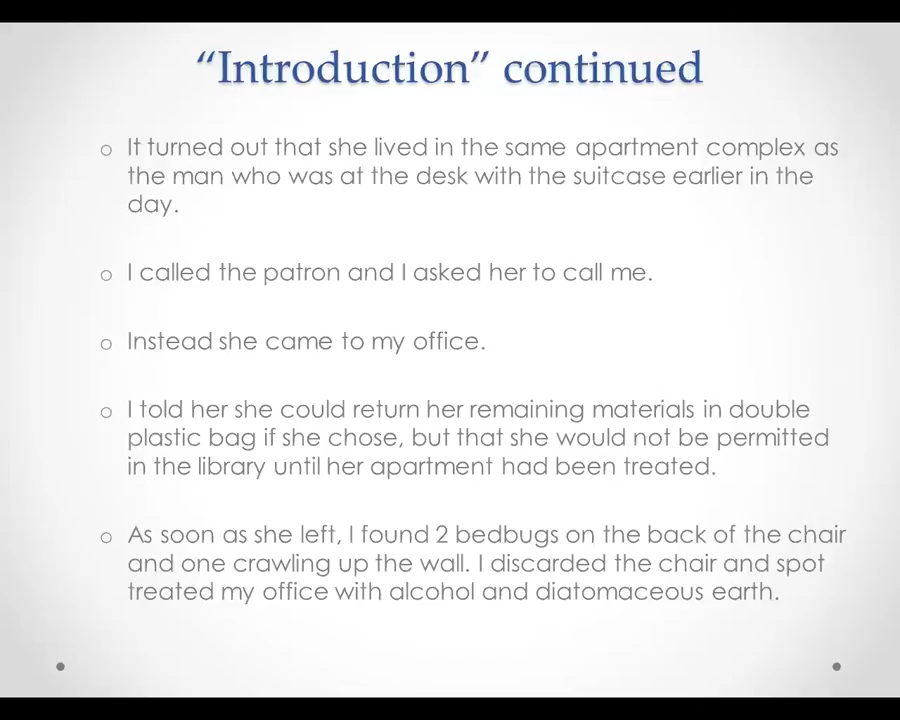 “Introduction” continued
o It turned out that she lived in the same apartment complex as
the man who was at the desk with the suitcase earlier in the
day.
o I called the patron and I asked her to call me.
o Instead she came to my office.
o I told her she could return her remaining materials in double
plastic bag if she chose, but that she would not be permitted
in the library until her apartment had been treated.
o As soon as she left, I found 2 bedbugs on the back of the chair
and one crawling up the wall. I discarded the chair and spot
treated my office with alcohol and diatomaceous earth.